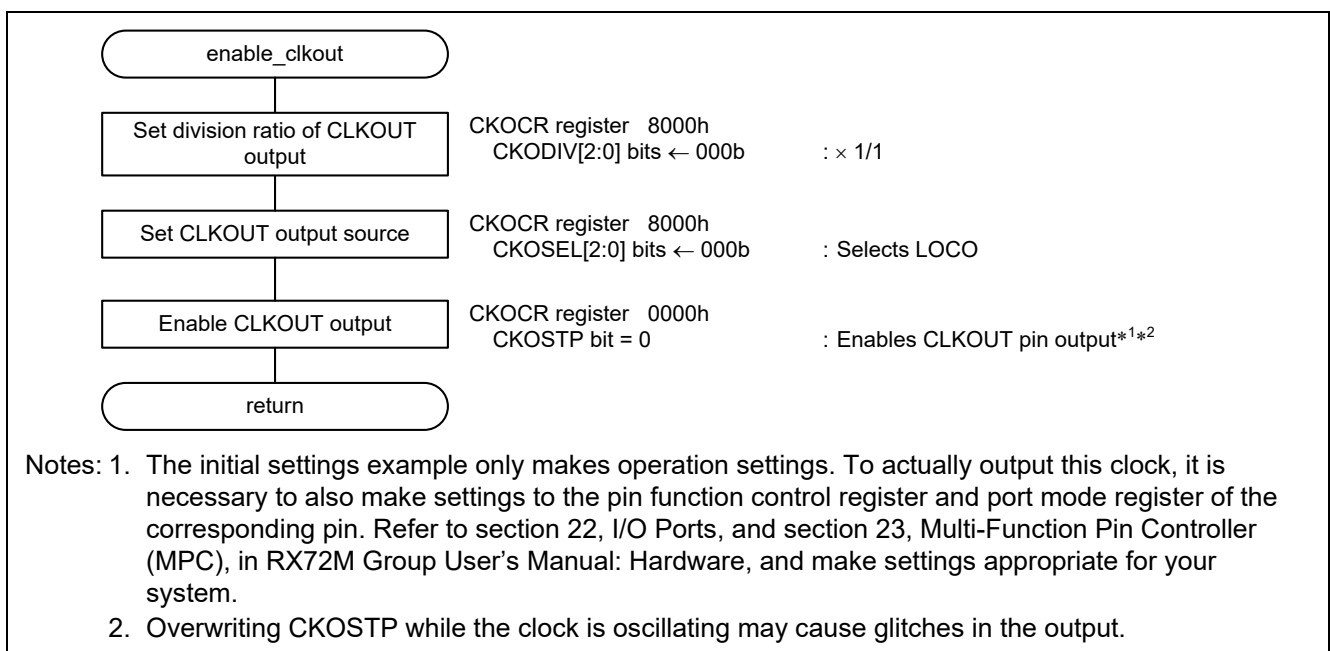 enable_clkout
Set division ratio of CLKOUT
output
CKOCR register 8000h
CKODIV[2:0] bits ← 000b : × 1/1
Set CLKOUT output source
CKOCR register 8000h
CKOSEL[2:0] bits ← 000b : Selects LOCO
Enable CLKOUT output
CKOCR register 0000h
CKOSTP bit = 0 : Enables CLKOUT pin output*1*2
return
Notes: 1. The initial settings example only makes operation settings. To actually output this clock, it is
necessary to also make settings to the pin function control register and port mode register of the
corresponding pin. Refer to section 22, I/O Ports, and section 23, Multi-Function Pin Controller
(MPC), in RX72M Group User's Manual: Hardware, and make settings appropriate for your
system.
2. Overwriting CKOSTP while the clock is oscillating may cause glitches in the output.